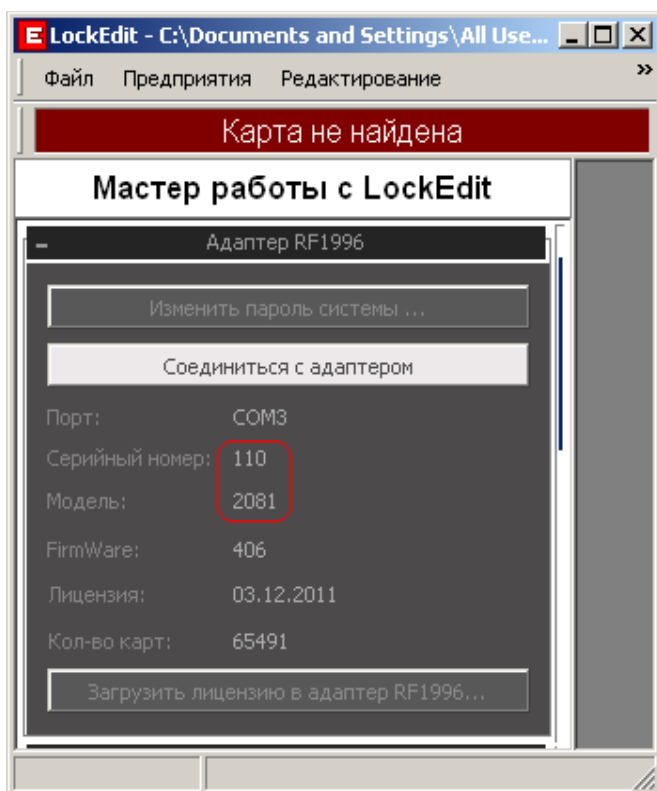 E LockEdit - C:\Documents and Settings\All Use...
Файл Предприятия Редактирование »
Карта не найдена
Мастер работы с LockEdit
Адаптер RF1996
Изменить пароль системы ...
Соединиться с адаптером
Порт: COM3
Серийный номер: 110
Модель: 2081
FirmWare: 406
Лицензия: 03.12.2011
Кол-во карт: 65491
Загрузить лицензию в адаптер RF1996...